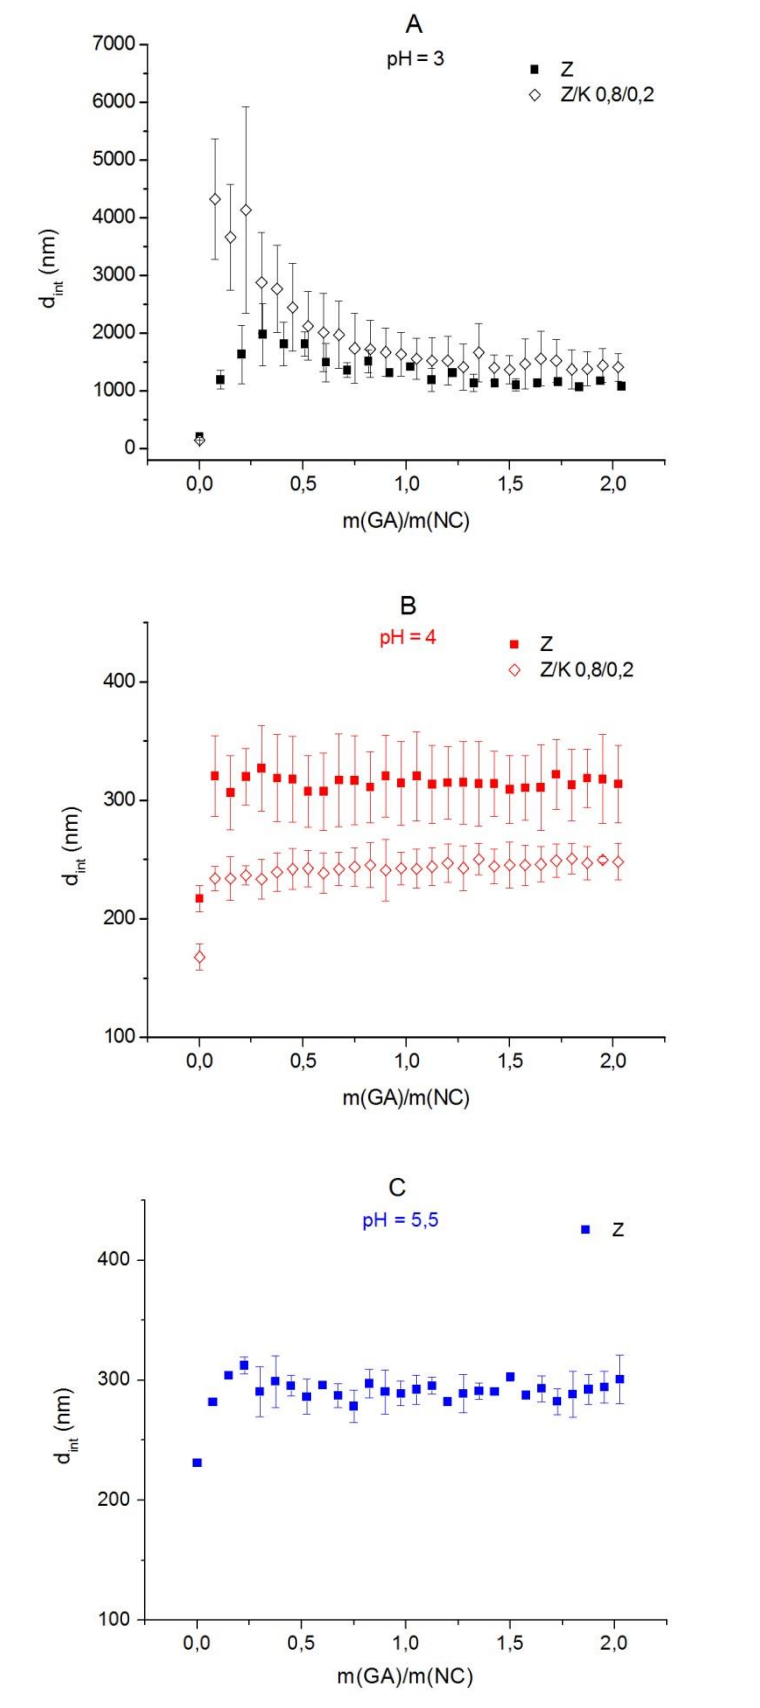 A
pH = 3
Z
Z/K 0,8/0,2
7000
6000
5000
4000
3000
2000
1000
0
d_int (nm)
0,0 0,5 1,0 1,5 2,0
m(GA)/m(NC)
B
pH = 4
Z
Z/K 0,8/0,2
400
300
200
100
d_int (nm)
0,0 0,5 1,0 1,5 2,0
m(GA)/m(NC)
C
pH = 5,5
Z
400
300
200
100
d_int (nm)
0,0 0,5 1,0 1,5 2,0
m(GA)/m(NC)